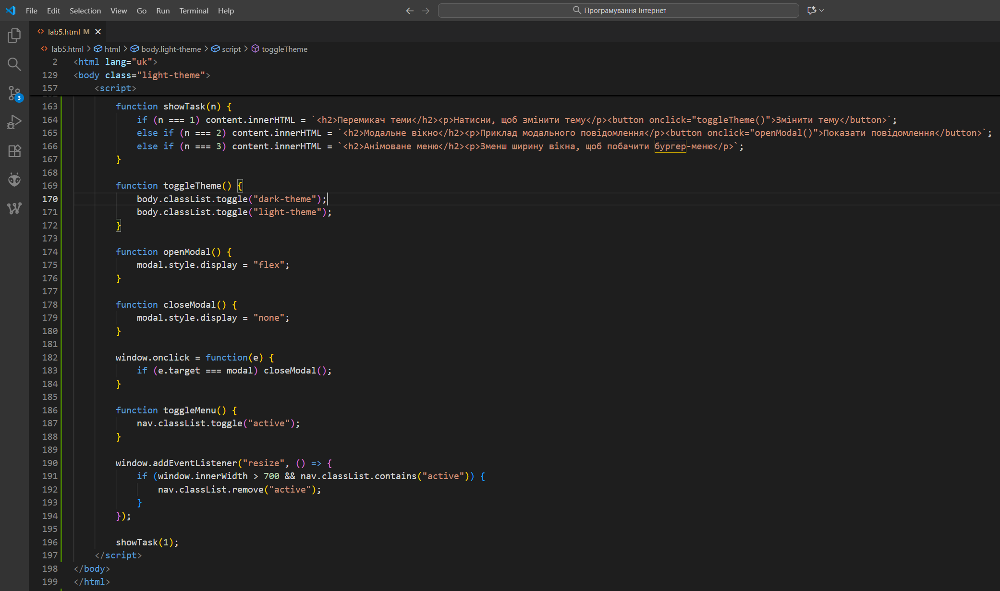 File Edit Selection View Go Run Terminal Help
Програмування Інтернет
lab5.html M
lab5.html > html > body.light-theme > script > toggleTheme
2 <html lang="uk">
129 <body class="light-theme">
157 <script>
163 function showTask(n) {
164 if (n === 1) content.innerHTML = `<h2>Перемикач теми</h2><p>Натисни, щоб змінити тему</p><button onclick="toggleTheme()">Змінити тему</button>`;
165 else if (n === 2) content.innerHTML = `<h2>Модальне вікно</h2><p>Приклад модального повідомлення</p><button onclick="openModal()">Показати повідомлення</button>`;
166 else if (n === 3) content.innerHTML = `<h2>Анімоване меню</h2><p>Зменш ширину вікна, щоб побачити бургер-меню</p>`;
167 }
168
169 function toggleTheme() {
170 body.classList.toggle("dark-theme");
171 body.classList.toggle("light-theme");
172 }
173
174 function openModal() {
175 modal.style.display = "flex";
176 }
177
178 function closeModal() {
179 modal.style.display = "none";
180 }
181
182 window.onclick = function(e) {
183 if (e.target === modal) closeModal();
184 }
185
186 function toggleMenu() {
187 nav.classList.toggle("active");
188 }
189
190 window.addEventListener("resize", () => {
191 if (window.innerWidth > 700 && nav.classList.contains("active")) {
192 nav.classList.remove("active");
193 }
194 });
195
196 showTask(1);
197 </script>
198 </body>
199 </html>
3